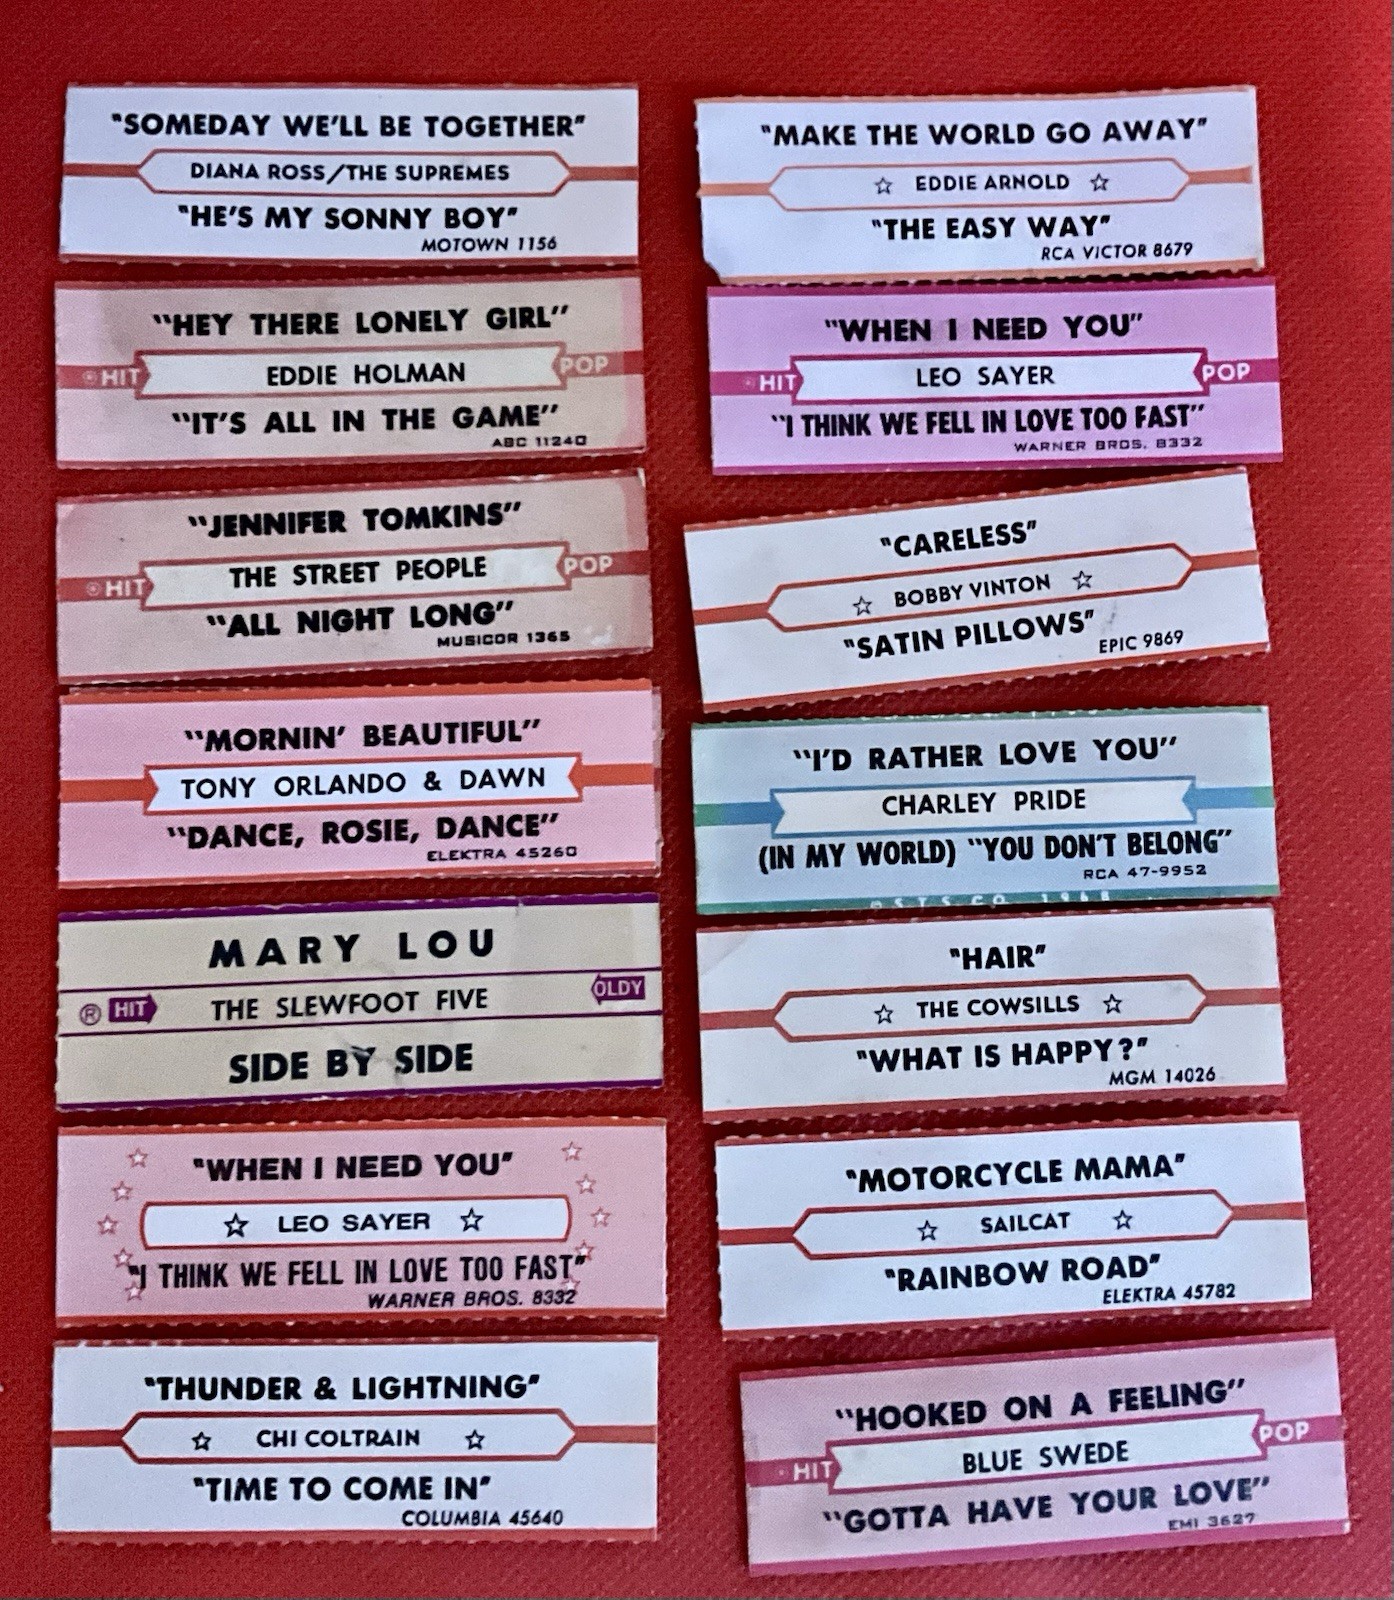 "SOMEDAY WE'LL BE TOGETHER"
DIANA ROSS/THE SUPREMES
"HE'S MY SONNY BOY"
MOTOWN 1156
"HEY THERE LONELY GIRL"
HIT EDDIE HOLMAN POP
"IT'S ALL IN THE GAME"
ABC 11240
"JENNIFER TOMKINS"
HIT THE STREET PEOPLE POP
"ALL NIGHT LONG"
MUSICOR 1365
"MORNIN' BEAUTIFUL"
TONY ORLANDO & DAWN
"DANCE, ROSIE, DANCE"
ELEKTRA 45260
MARY LOU
® HIT THE SLEWFOOT FIVE OLDY
SIDE BY SIDE
"WHEN I NEED YOU"
☆ LEO SAYER ☆
"I THINK WE FELL IN LOVE TOO FAST"
WARNER BROS. 8332
"THUNDER & LIGHTNING"
☆ CHI COLTRAIN ☆
"TIME TO COME IN"
COLUMBIA 45640
"MAKE THE WORLD GO AWAY"
☆ EDDIE ARNOLD ☆
"THE EASY WAY"
RCA VICTOR 8679
"WHEN I NEED YOU"
HIT LEO SAYER POP
"I THINK WE FELL IN LOVE TOO FAST"
WARNER BROS. 8332
"CARELESS"
☆ BOBBY VINTON ☆
"SATIN PILLOWS"
EPIC 9869
"I'D RATHER LOVE YOU"
CHARLEY PRIDE
(IN MY WORLD) "YOU DON'T BELONG"
RCA 47-9952
S T S CO. 1968
"HAIR"
☆ THE COWSILLS ☆
"WHAT IS HAPPY?"
MGM 14026
"MOTORCYCLE MAMA"
☆ SAILCAT ☆
"RAINBOW ROAD"
ELEKTRA 45782
"HOOKED ON A FEELING"
HIT BLUE SWEDE POP
"GOTTA HAVE YOUR LOVE"
EMI 3627